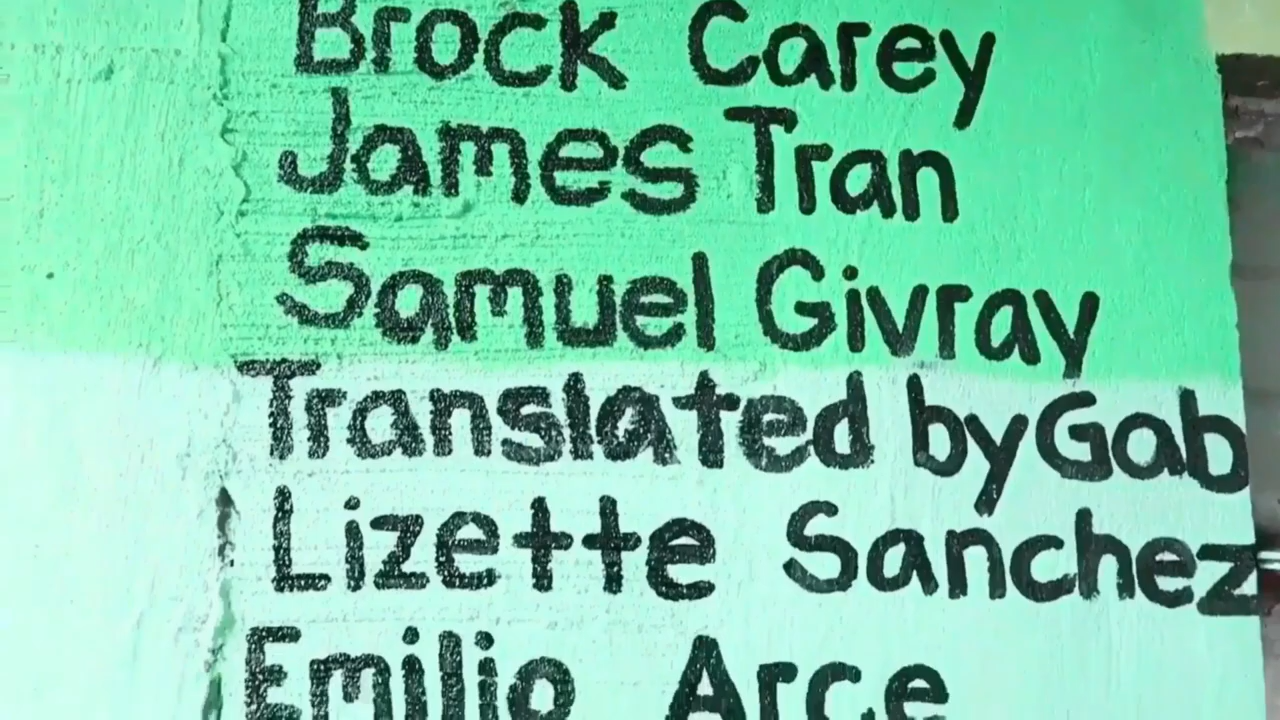 Brock Carey
James Tran
Samuel Givray
Translated by Gab
Lizette Sanchez
Emilio Arce